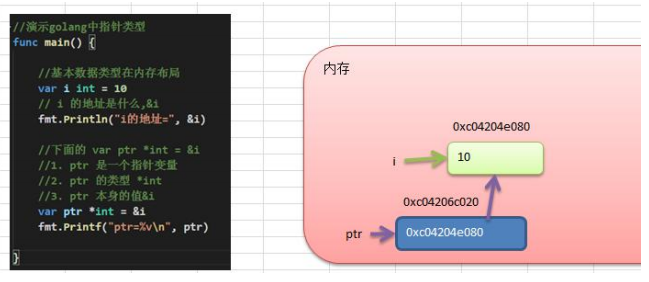 //演示golang中指针类型
func main() {
//基本数据类型在内存布局
var i int = 10
// i 的地址是什么,&i
fmt.Println("i的地址=", &i)
//下面的 var ptr *int = &i
//1. ptr 是一个指针变量
//2. ptr 的类型 *int
//3. ptr 本身的值&i
var ptr *int = &i
fmt.Printf("ptr=%v\n", ptr)
}
内存
0xc04204e080
i
10
0xc04206c020
ptr
0xc04204e080